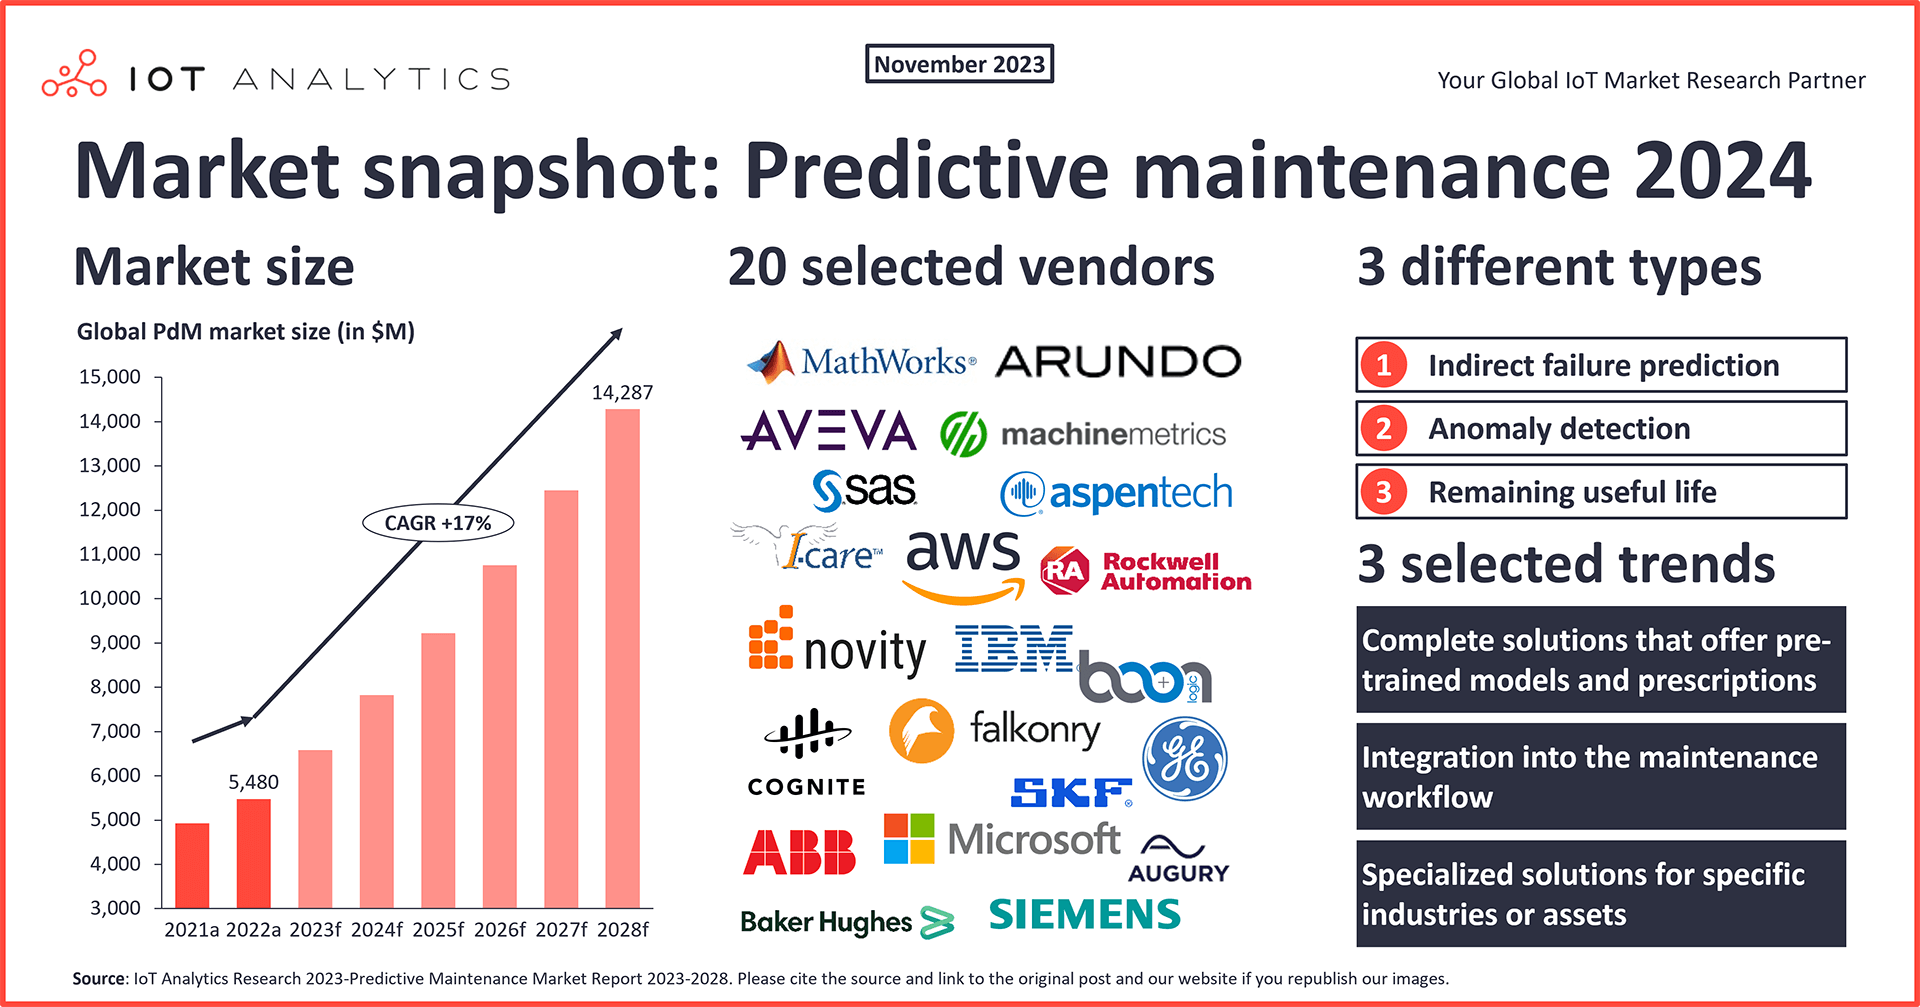 IOT ANALYTICS
November 2023
Your Global IoT Market Research Partner
Market snapshot: Predictive maintenance 2024
Market size
Global PdM market size (in $M)
15,000
14,000
13,000
12,000
11,000
10,000
9,000
8,000
7,000
6,000
5,000
4,000
3,000
14,287
CAGR +17%
5,480
2021a 2022a 2023f 2024f 2025f 2026f 2027f 2028f
20 selected vendors
MathWorks®
ARUNDO
AVEVA
machinemetrics
sas
aspentech
I-care™
aws
RA
Rockwell
Automation
novity
IBM
boon
logic
COGNITE
falkonry
GE
SKF®
ABB
Microsoft
AUGURY
Baker Hughes
SIEMENS
3 different types
1 Indirect failure prediction
2 Anomaly detection
3 Remaining useful life
3 selected trends
Complete solutions that offer pre-
trained models and prescriptions
Integration into the maintenance
workflow
Specialized solutions for specific
industries or assets
Source: IoT Analytics Research 2023-Predictive Maintenance Market Report 2023-2028. Please cite the source and link to the original post and our website if you republish our images.